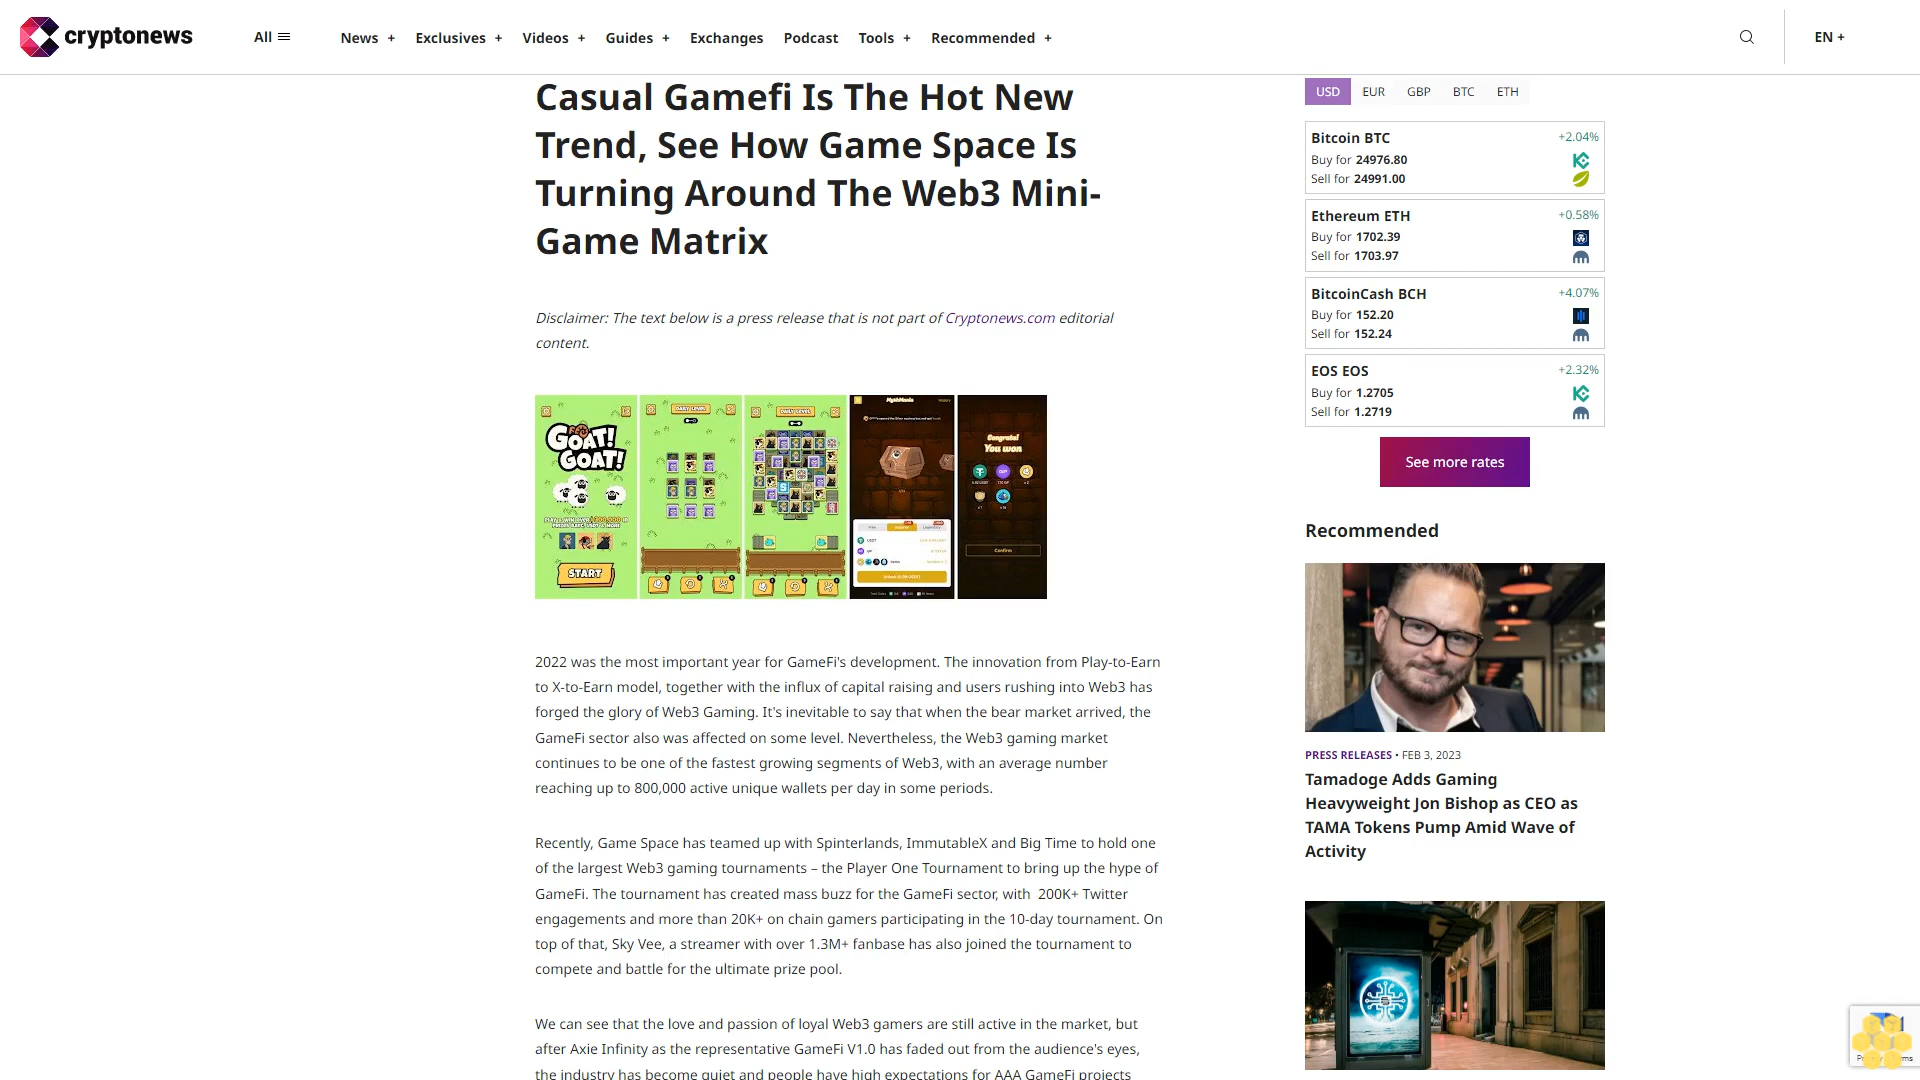 cryptonews
All
News +
Exclusives +
Videos +
Guides +
Exchanges
Podcast
Tools +
Recommended +
EN +
Casual Gamefi Is The Hot New
Trend, See How Game Space Is
Turning Around The Web3 Mini-
Game Matrix
Disclaimer: The text below is a press release that is not part of Cryptonews.com editorial
content.
GOAT!
GOAT!
START
DAILY LEVEL
DAILY LEVEL
MythMania
Congrats!
You won
Confirm
2022 was the most important year for GameFi's development. The innovation from Play-to-Earn
to X-to-Earn model, together with the influx of capital raising and users rushing into Web3 has
forged the glory of Web3 Gaming. It's inevitable to say that when the bear market arrived, the
GameFi sector also was affected on some level. Nevertheless, the Web3 gaming market
continues to be one of the fastest growing segments of Web3, with an average number
reaching up to 800,000 active unique wallets per day in some periods.
Recently, Game Space has teamed up with Spinterlands, ImmutableX and Big Time to hold one
of the largest Web3 gaming tournaments – the Player One Tournament to bring up the hype of
GameFi. The tournament has created mass buzz for the GameFi sector, with  200K+ Twitter
engagements and more than 20K+ on chain gamers participating in the 10-day tournament. On
top of that, Sky Vee, a streamer with over 1.3M+ fanbase has also joined the tournament to
compete and battle for the ultimate prize pool.
We can see that the love and passion of loyal Web3 gamers are still active in the market, but
after Axie Infinity as the representative GameFi V1.0 has faded out from the audience's eyes,
the industry has become quiet and people have high expectations for AAA GameFi projects
USD
EUR
GBP
BTC
ETH
Bitcoin BTC
+2.04%
Buy for 24976.80
Sell for 24991.00
Ethereum ETH
+0.58%
Buy for 1702.39
Sell for 1703.97
BitcoinCash BCH
+4.07%
Buy for 152.20
Sell for 152.24
EOS EOS
+2.32%
Buy for 1.2705
Sell for 1.2719
See more rates
Recommended
PRESS RELEASES • FEB 3, 2023
Tamadoge Adds Gaming
Heavyweight Jon Bishop as CEO as
TAMA Tokens Pump Amid Wave of
Activity